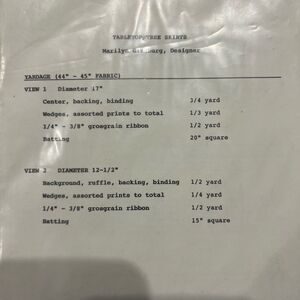 TABLETOP TREE SKIRTS
Marilyn Designer
YARDAGE (44" - 45" FABRIC)
VIEW 1 Diameter 17"
Center, backing, binding 3/4 yard
Wedges, assorted prints to total 1/3 yard
1/4" - 3/8" grosgrain ribbon 1/2 yard
Batting 20" square
VIEW 2 DIAMETER 12-1/2"
Background, ruffle, backing, binding 1/2 yard
Wedges, assorted prints to total 1/4 yard
1/4" - 3/8" grosgrain ribbon 1/2 yard
Batting 15" square